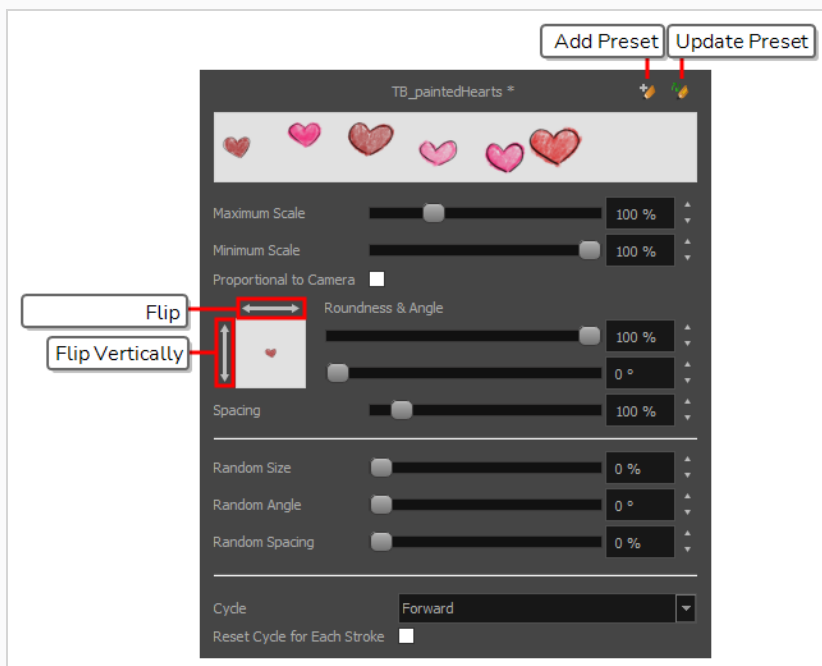 Add Preset Update Preset
TB_paintedHearts *
Maximum Scale 100 %
Minimum Scale 100 %
Proportional to Camera
Flip Roundness & Angle
Flip Vertically 100 %
0 °
Spacing 100 %
Random Size 0 %
Random Angle 0 °
Random Spacing 0 %
Cycle Forward
Reset Cycle for Each Stroke